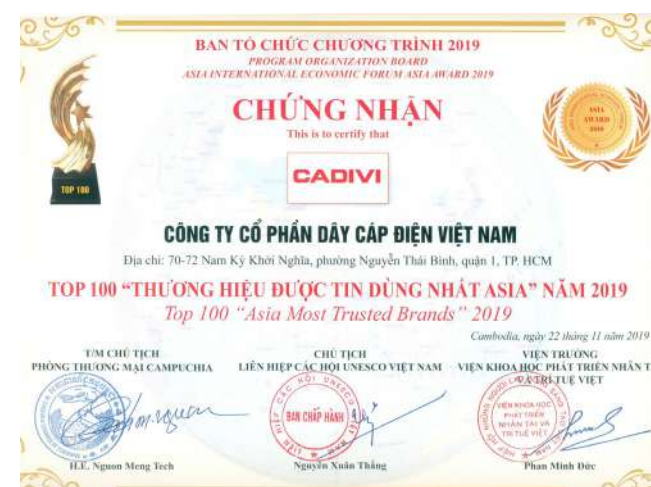 BAN TỔ CHỨC CHƯƠNG TRÌNH 2019
PROGRAM ORGANIZATION BOARD
ASIA INTERNATIONAL ECONOMIC FORUM ASIA AWARD 2019
CHỨNG NHẬN
This is to certify that
ASIA
AWARD
2019
TOP 100
CADIVI
CÔNG TY CỔ PHẦN DÂY CÁP ĐIỆN VIỆT NAM
Địa chỉ: 70-72 Nam Kỳ Khởi Nghĩa, phường Nguyễn Thái Bình, quận 1, TP. HCM
TOP 100 “THƯƠNG HIỆU ĐƯỢC TIN DÙNG NHẤT ASIA” NĂM 2019
Top 100 “Asia Most Trusted Brands” 2019
Cambodia, ngày 22 tháng 11 năm 2019
T/M CHỦ TỊCH
PHÒNG THƯƠNG MẠI CAMPUCHIA
CHỦ TỊCH
LIÊN HIỆP CÁC HỘI UNESCO VIỆT NAM
VIỆN TRƯỞNG
VIỆN KHOA HỌC PHÁT TRIỂN NHÂN T
VÀ TRÍ TUỆ VIỆT
BAN CHẤP HÀNH
VIỆN KHOA HỌC
PHÁT TRIỂN
NHÂN TÀI VÀ
TRÍ TUỆ VIỆT
H.E. Nguon Meng Tech
Nguyễn Xuân Thắng
Phan Minh Đức